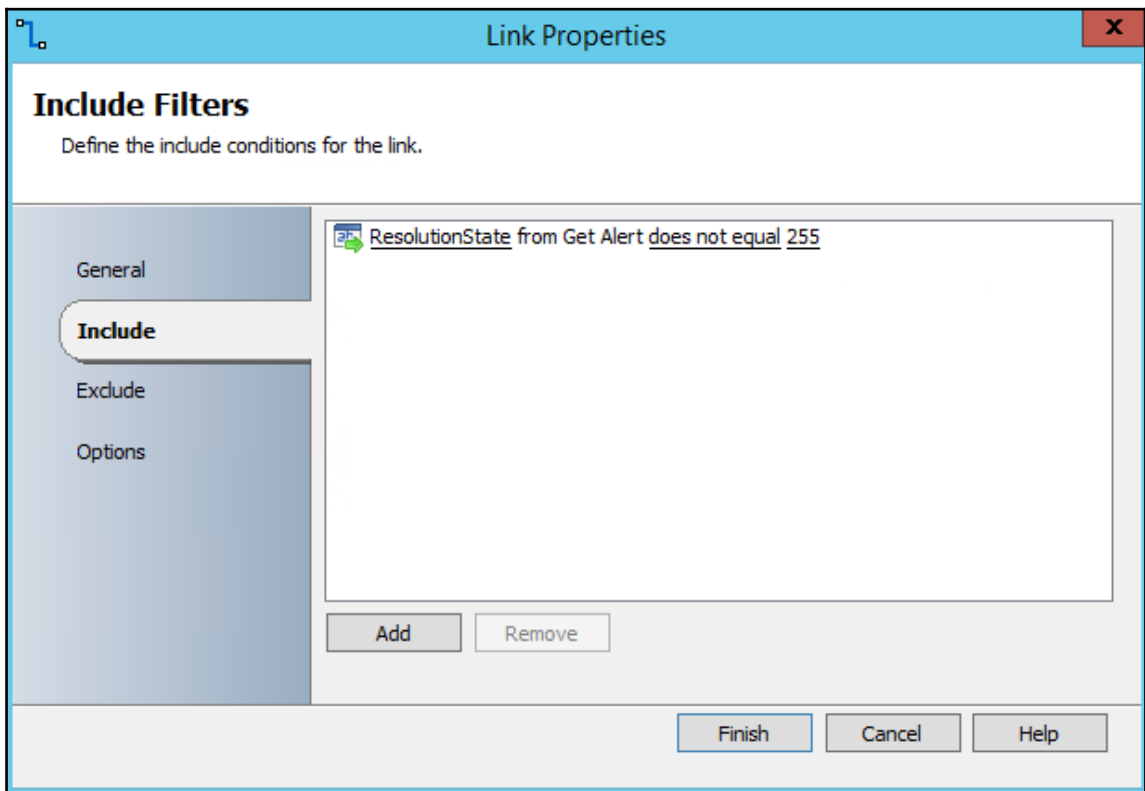 Link Properties
x
Include Filters
Define the include conditions for the link.
General
Include
Exclude
Options
ResolutionState from Get Alert does not equal 255
Add
Remove
Finish
Cancel
Help